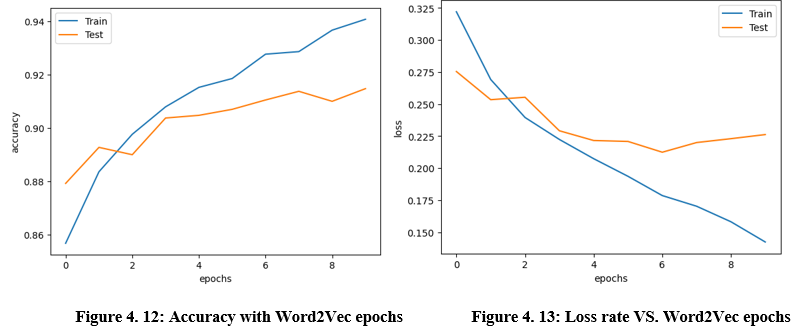 Train
Test
0.94
0.92
0.90
0.88
0.86
accuracy
0 2 4 6 8
epochs
Figure 4. 12: Accuracy with Word2Vec epochs
Train
Test
0.325
0.300
0.275
0.250
0.225
0.200
0.175
0.150
loss
0 2 4 6 8
epochs
Figure 4. 13: Loss rate VS. Word2Vec epochs